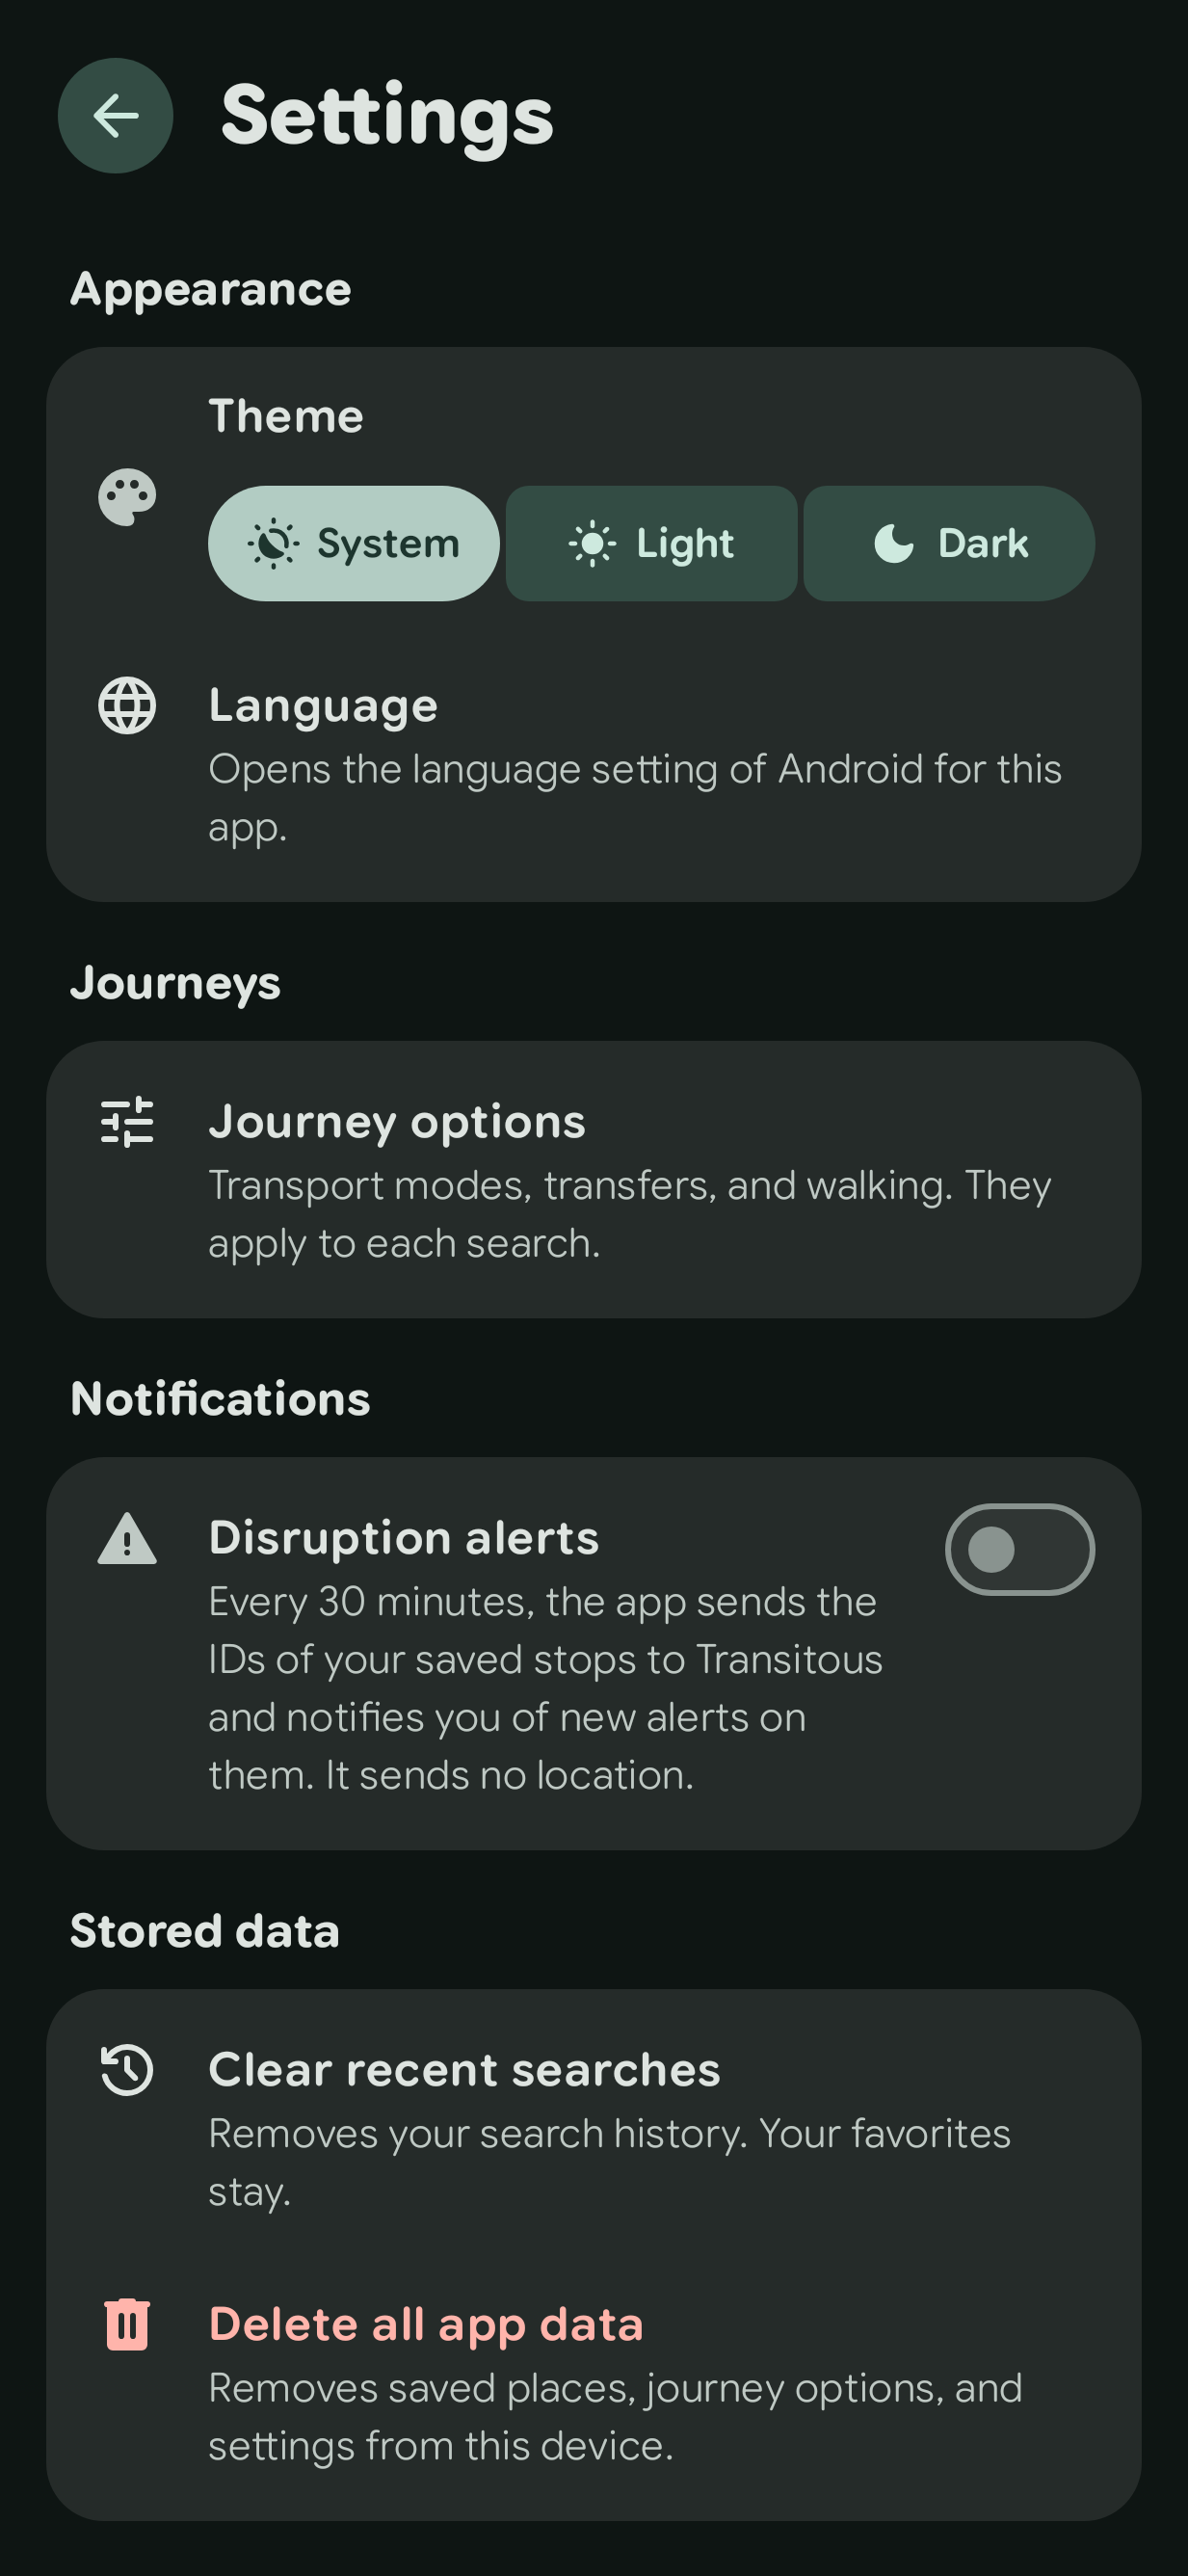 Settings
Appearance
Theme
System
Light
Dark
Language
Opens the language setting of Android for this
app.
Journeys
Journey options
Transport modes, transfers, and walking. They
apply to each search.
Notifications
Disruption alerts
Every 30 minutes, the app sends the
IDs of your saved stops to Transitous
and notifies you of new alerts on
them. It sends no location.
Stored data
Clear recent searches
Removes your search history. Your favorites
stay.
Delete all app data
Removes saved places, journey options, and
settings from this device.